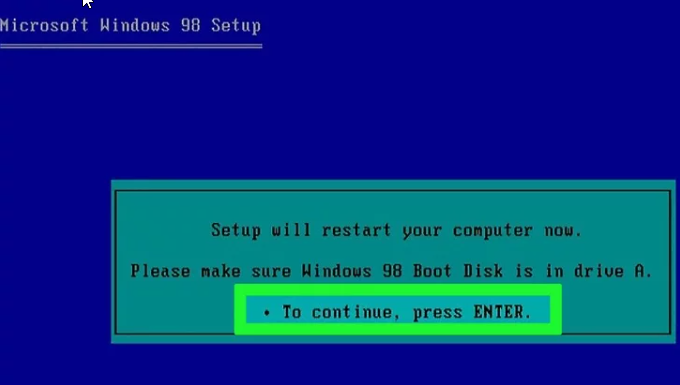 Microsoft Windows 98 Setup
Setup will restart your computer now.
Please make sure Windows 98 Boot Disk is in drive A.
• To continue, press ENTER.